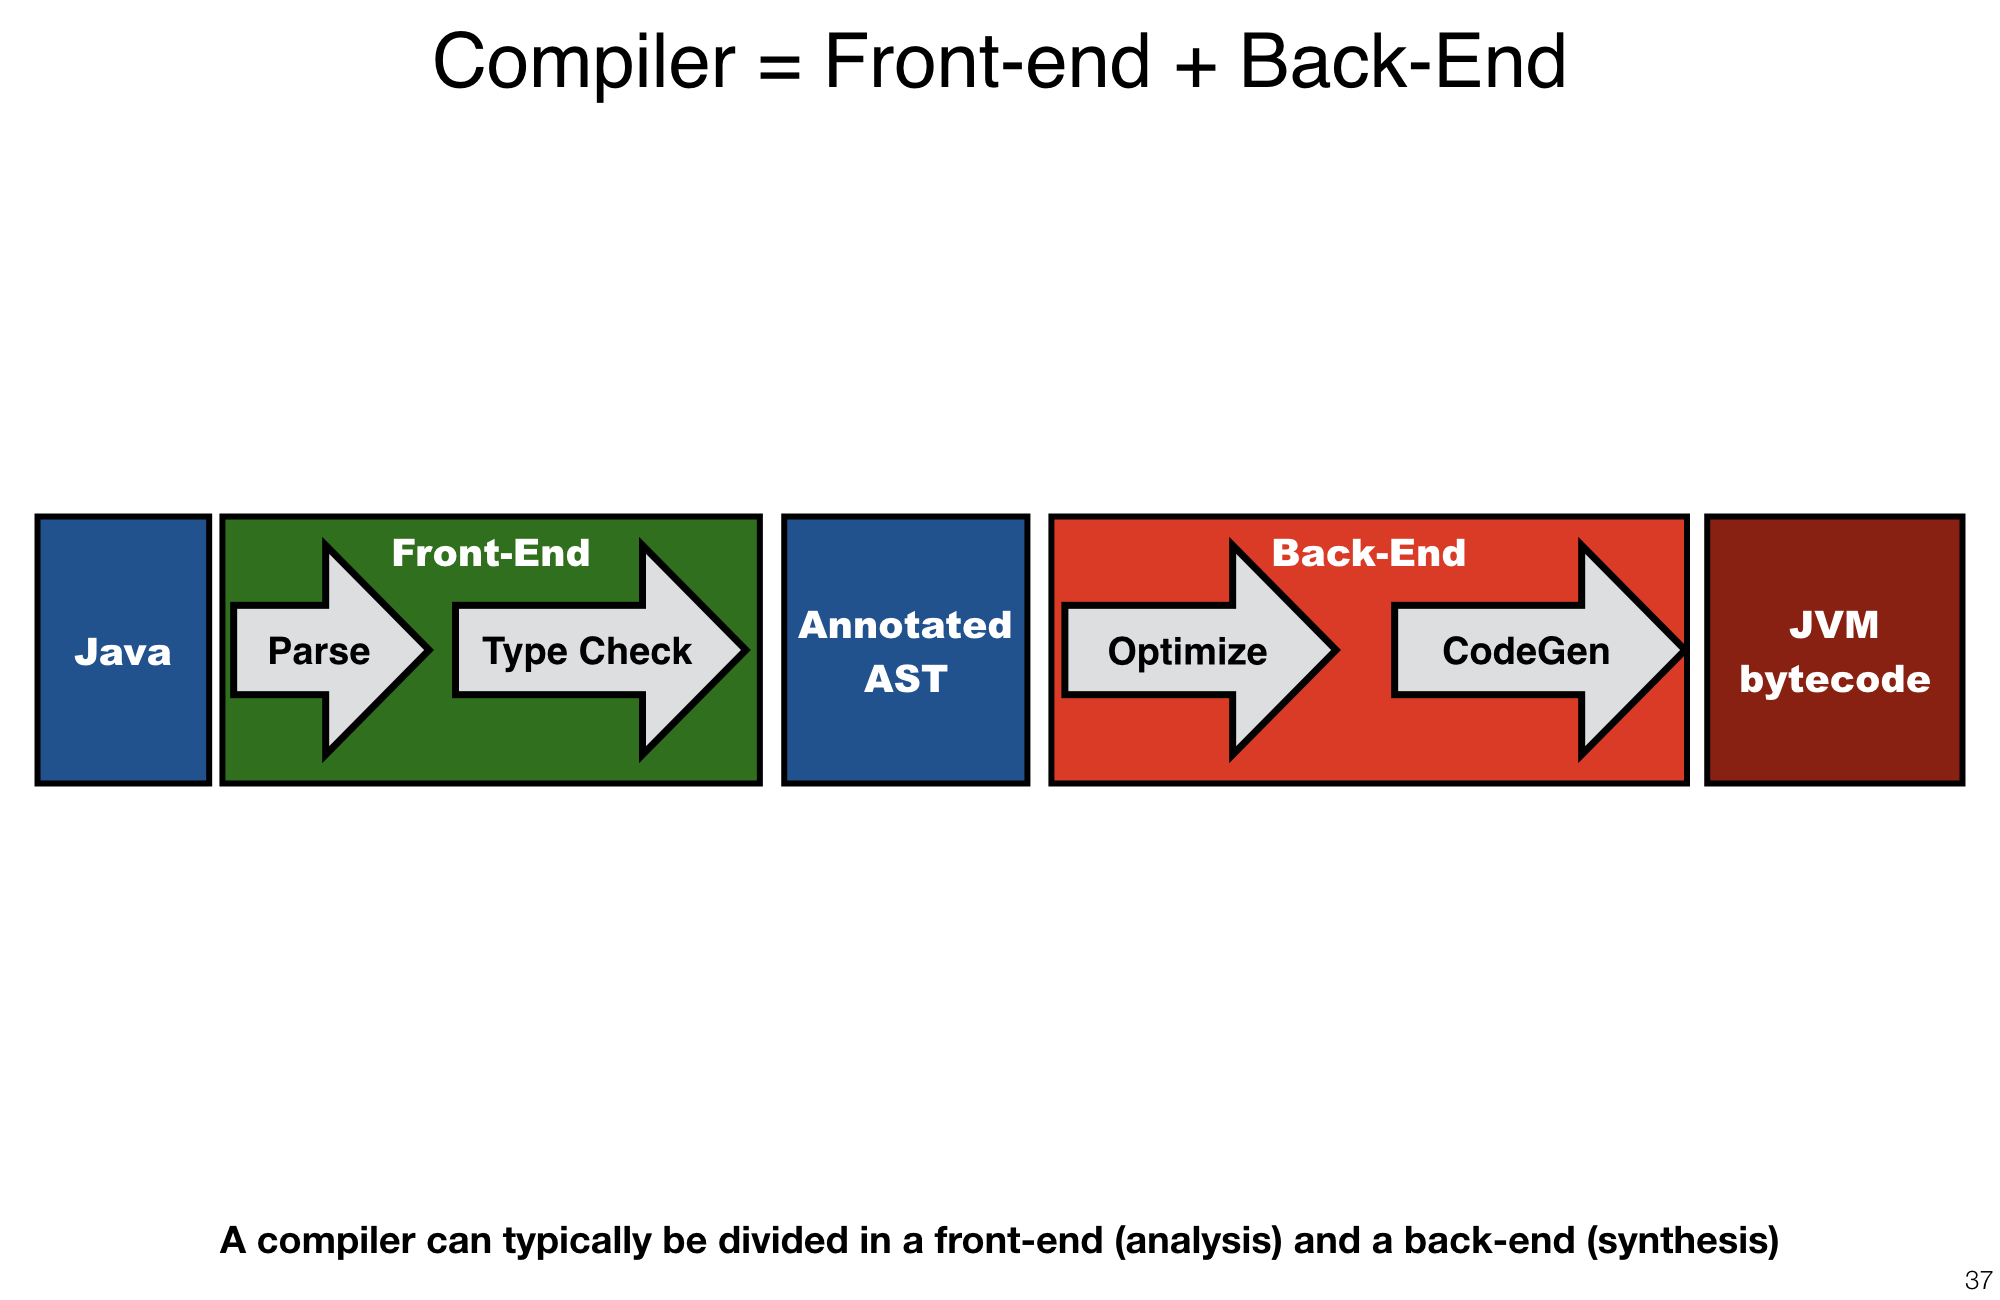 Compiler = Front-end + Back-End
Java
Front-End
Parse
Type Check
Annotated
AST
Back-End
Optimize
CodeGen
JVM
bytecode
A compiler can typically be divided in a front-end (analysis) and a back-end (synthesis)
37